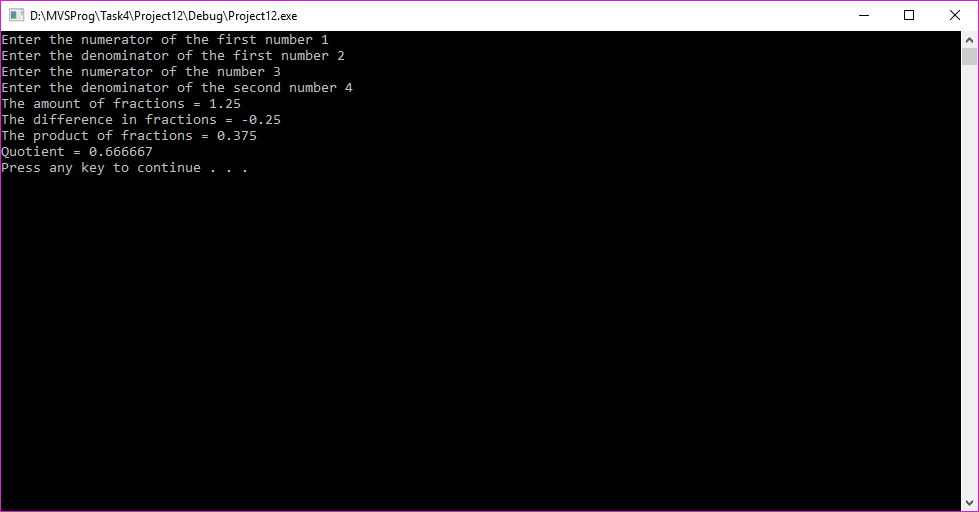 D:\MVSProg\Task4\Project12\Debug\Project12.exe
Enter the numerator of the first number 1
Enter the denominator of the first number 2
Enter the numerator of the number 3
Enter the denominator of the second number 4
The amount of fractions = 1.25
The difference in fractions = -0.25
The product of fractions = 0.375
Quotient = 0.666667
Press any key to continue . . .